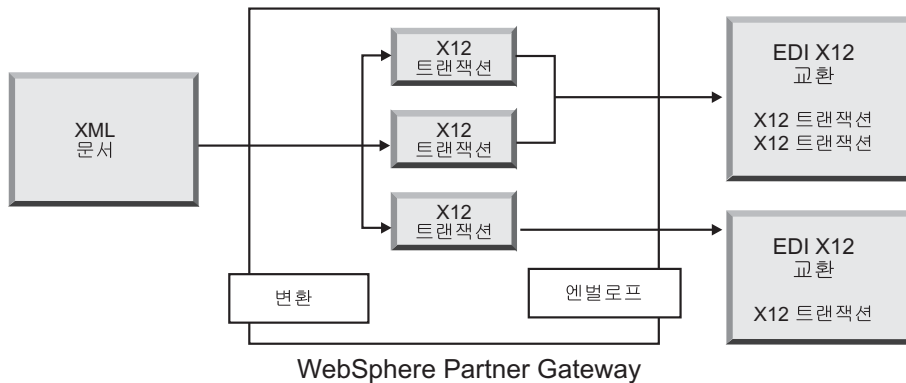 XML
문서
X12
트랜잭션
X12
트랜잭션
X12
트랜잭션
변환
엔벌로프
EDI X12
교환
X12 트랜잭션
X12 트랜잭션
EDI X12
교환
X12 트랜잭션
WebSphere Partner Gateway